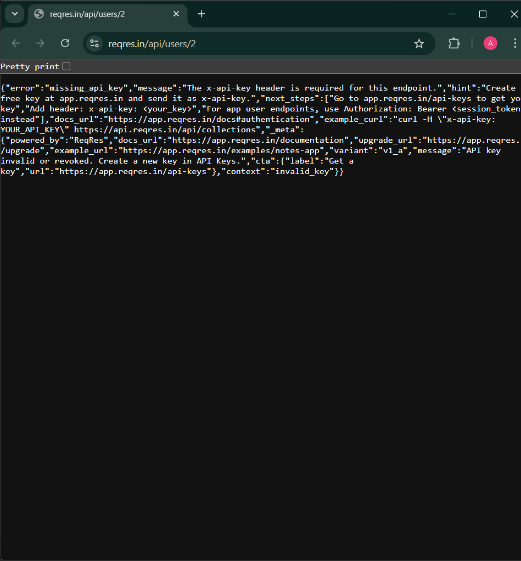 reqres.in/api/users/2
reqres.in/api/users/2
A
Pretty print
{"error":"missing_api_key","message":"The x-api-key header is required for this endpoint.","hint":"Create
free key at app.reqres.in and send it as x-api-key.","next_steps":["Go to app.reqres.in/api-keys to get yo
key","Add header: x-api-key: <your_key>","For app user endpoints, use Authorization: Bearer <session_token
instead"],"docs_url":"https://app.reqres.in/docs#authentication","example_curl":"curl -H \"x-api-key:
YOUR_API_KEY\" https://api.reqres.in/api/collections","_meta":
{"powered_by":"ReqRes","docs_url":"https://app.reqres.in/documentation","upgrade_url":"https://app.reqres.
/upgrade","example_url":"https://app.reqres.in/examples/notes-app","variant":"v1_a","message":"API key
invalid or revoked. Create a new key in API Keys.","cta":{"label":"Get a
key","url":"https://app.reqres.in/api-keys"},"context":"invalid_key"}}